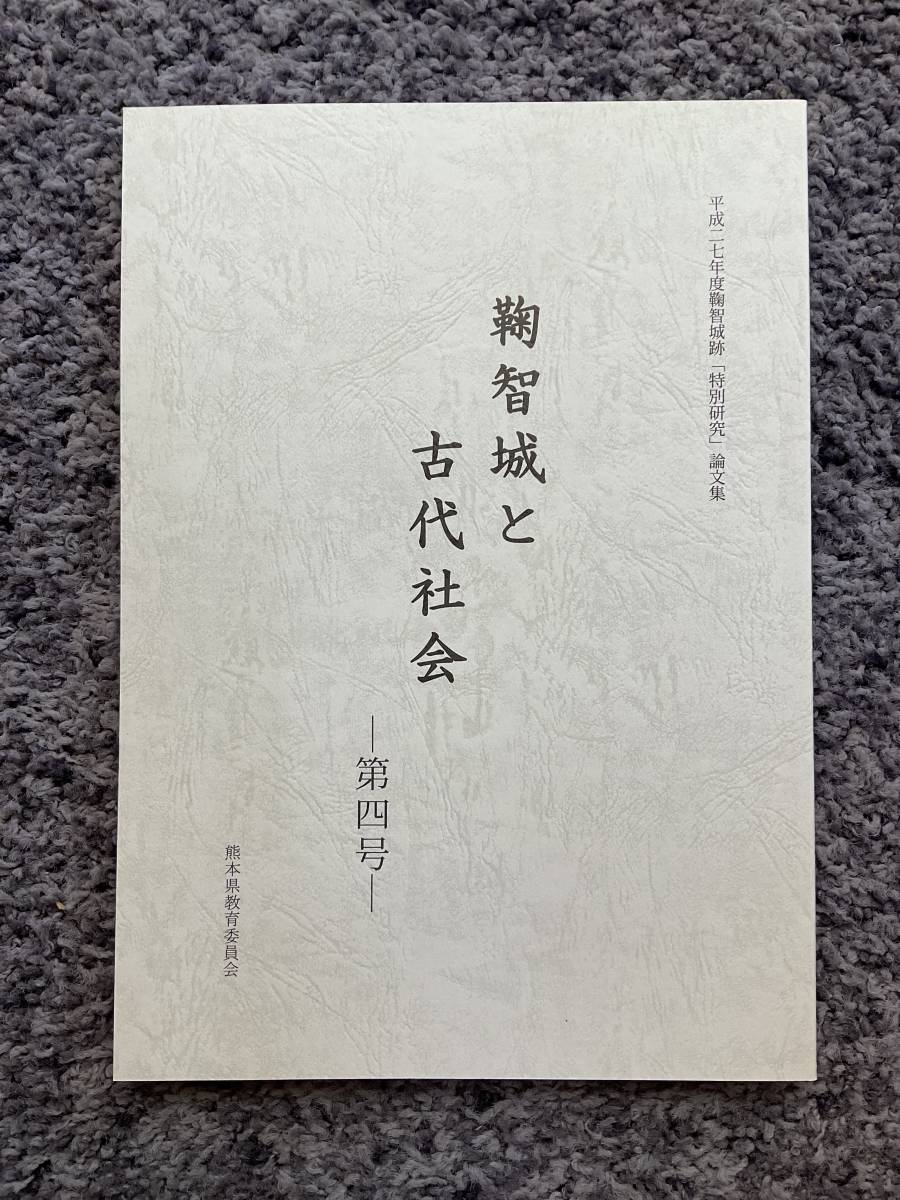 平成二七年度鞠智城跡「特別研究」論文集
鞠智城と
古代社会
―第四号―
熊本県教育委員会